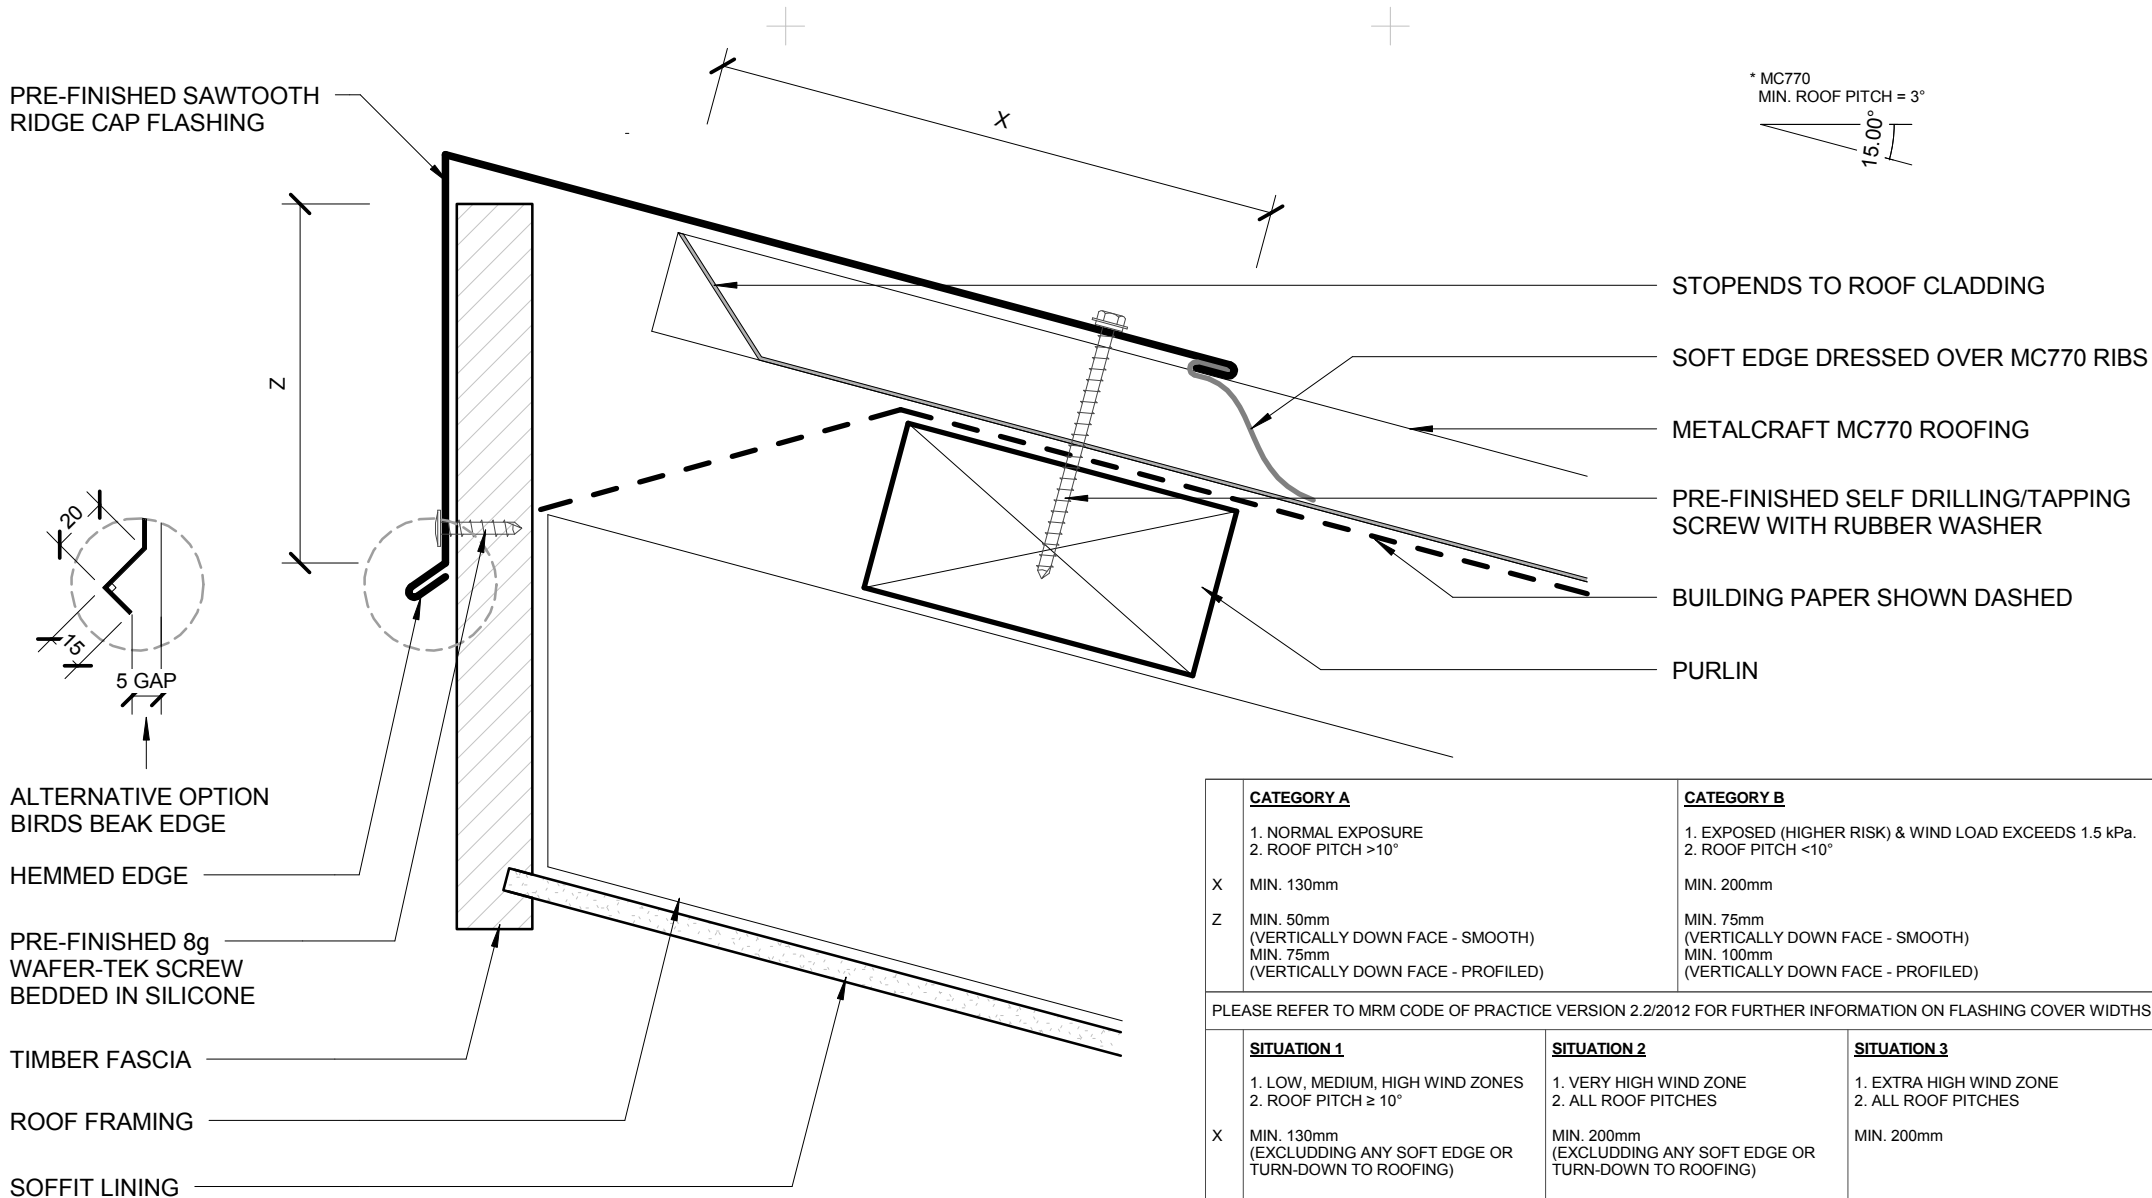 PRE-FINISHED SAWTOOTH
RIDGE CAP FLASHING
X
* MC770
MIN. ROOF PITCH = 3°
15.00°
Z
STOPENDS TO ROOF CLADDING
SOFT EDGE DRESSED OVER MC770 RIBS
METALCRAFT MC770 ROOFING
PRE-FINISHED SELF DRILLING/TAPPING
SCREW WITH RUBBER WASHER
BUILDING PAPER SHOWN DASHED
PURLIN
20
15
5 GAP
ALTERNATIVE OPTION
BIRDS BEAK EDGE
HEMMED EDGE
PRE-FINISHED 8g
WAFER-TEK SCREW
BEDDED IN SILICONE
TIMBER FASCIA
ROOF FRAMING
SOFFIT LINING
CATEGORY A
1. NORMAL EXPOSURE
2. ROOF PITCH >10°
CATEGORY B
1. EXPOSED (HIGHER RISK) & WIND LOAD EXCEEDS 1.5 kPa.
2. ROOF PITCH <10°
X MIN. 130mm MIN. 200mm
Z MIN. 50mm
(VERTICALLY DOWN FACE - SMOOTH)
MIN. 75mm
(VERTICALLY DOWN FACE - PROFILED)
MIN. 75mm
(VERTICALLY DOWN FACE - SMOOTH)
MIN. 100mm
(VERTICALLY DOWN FACE - PROFILED)
PLEASE REFER TO MRM CODE OF PRACTICE VERSION 2.2/2012 FOR FURTHER INFORMATION ON FLASHING COVER WIDTHS
SITUATION 1
1. LOW, MEDIUM, HIGH WIND ZONES
2. ROOF PITCH ≥ 10°
SITUATION 2
1. VERY HIGH WIND ZONE
2. ALL ROOF PITCHES
SITUATION 3
1. EXTRA HIGH WIND ZONE
2. ALL ROOF PITCHES
X MIN. 130mm
(EXCLUDDING ANY SOFT EDGE OR
TURN-DOWN TO ROOFING)
MIN. 200mm
(EXCLUDDING ANY SOFT EDGE OR
TURN-DOWN TO ROOFING)
MIN. 200mm